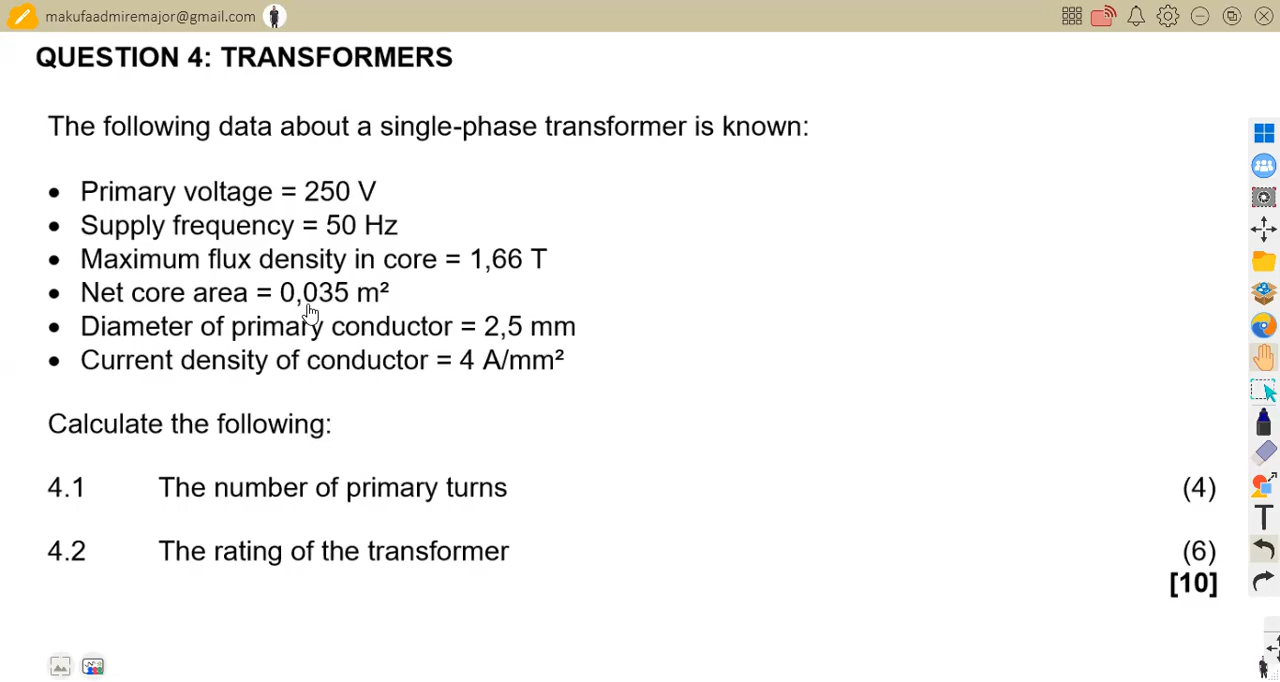 makufaadmiremajor@gmail.com
QUESTION 4: TRANSFORMERS
The following data about a single-phase transformer is known:
• Primary voltage = 250 V
• Supply frequency = 50 Hz
• Maximum flux density in core = 1,66 T
• Net core area = 0,035 m²
• Diameter of primary conductor = 2,5 mm
• Current density of conductor = 4 A/mm²
Calculate the following:
4.1 The number of primary turns (4)
4.2 The rating of the transformer (6)
[10]